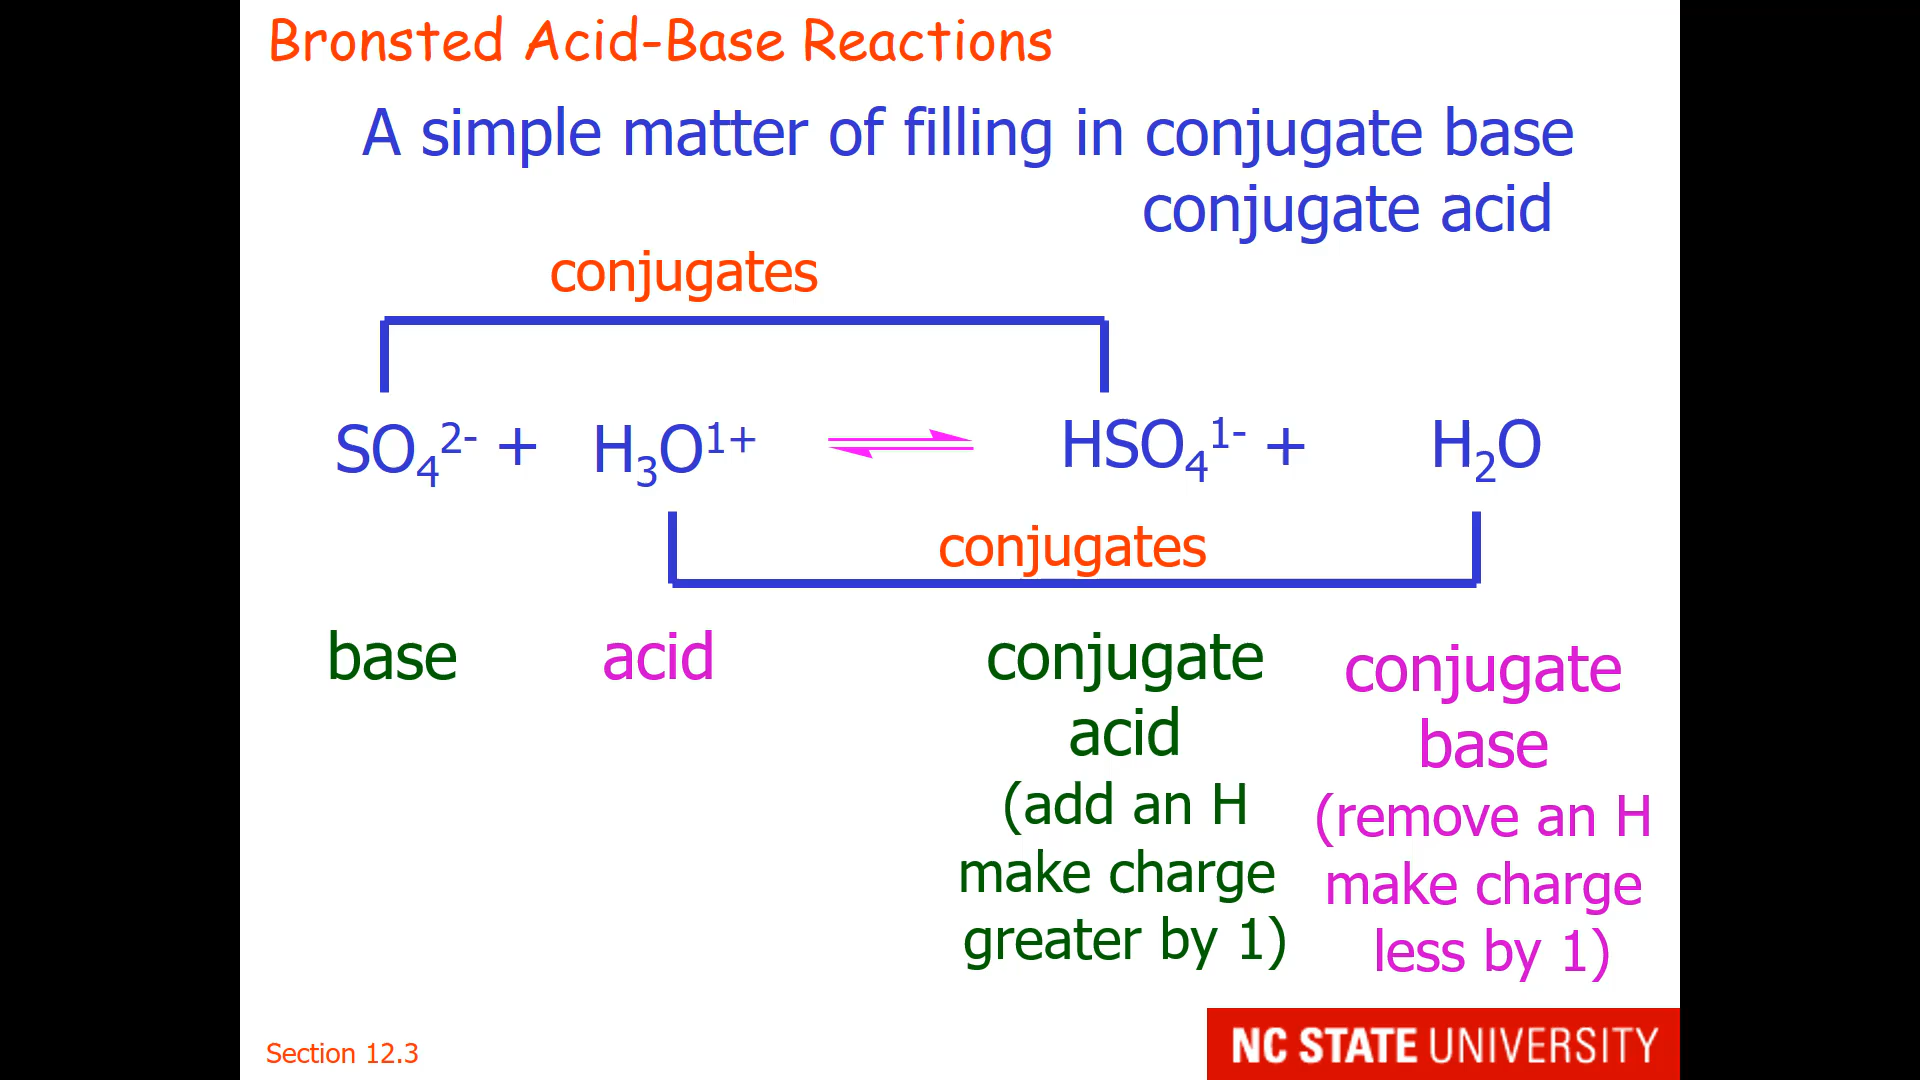 Bronsted Acid-Base Reactions
A simple matter of filling in conjugate base
conjugate acid
conjugates
SO₄²⁻ + H₃O¹⁺ ⇌ HSO₄¹⁻ + H₂O
conjugates
base acid
conjugate
acid
(add an H
make charge
greater by 1)
conjugate
base
(remove an H
make charge
less by 1)
Section 12.3
NC STATE UNIVERSITY